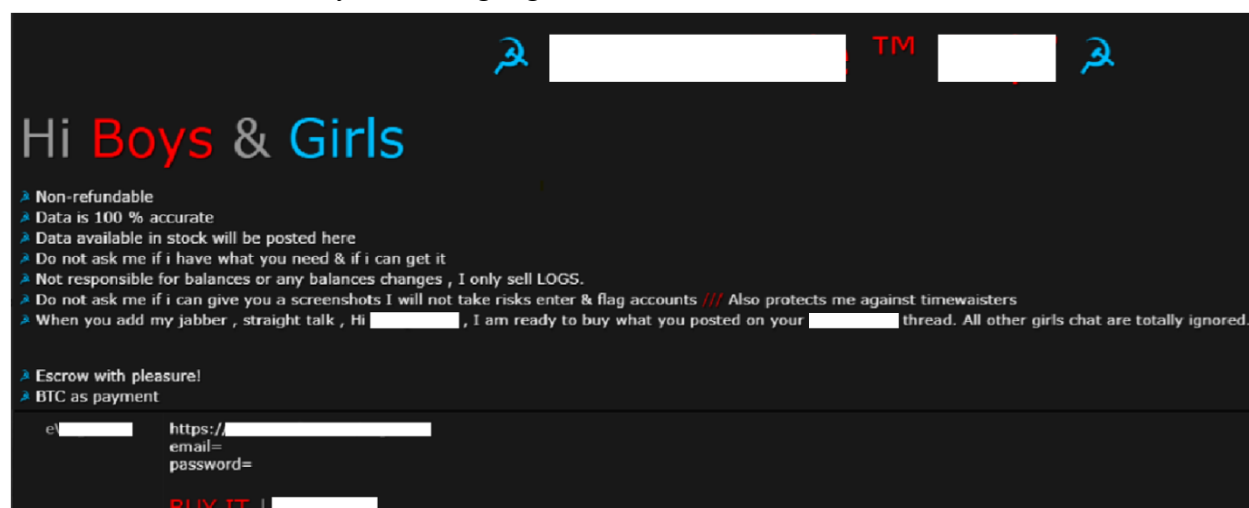 ☭ ™ ☭
Hi Boys & Girls
Non-refundable
Data is 100 % accurate
Data available in stock will be posted here
Do not ask me if i have what you need & if i can get it
Not responsible for balances or any balances changes , I only sell LOGS.
Do not ask me if i can give you a screenshots I will not take risks enter & flag accounts /// Also protects me against timewaisters
When you add my jabber , straight talk , Hi , I am ready to buy what you posted on your thread. All other girls chat are totally ignored.
Escrow with pleasure!
BTC as payment
https://
email=
password=
BUY IT |